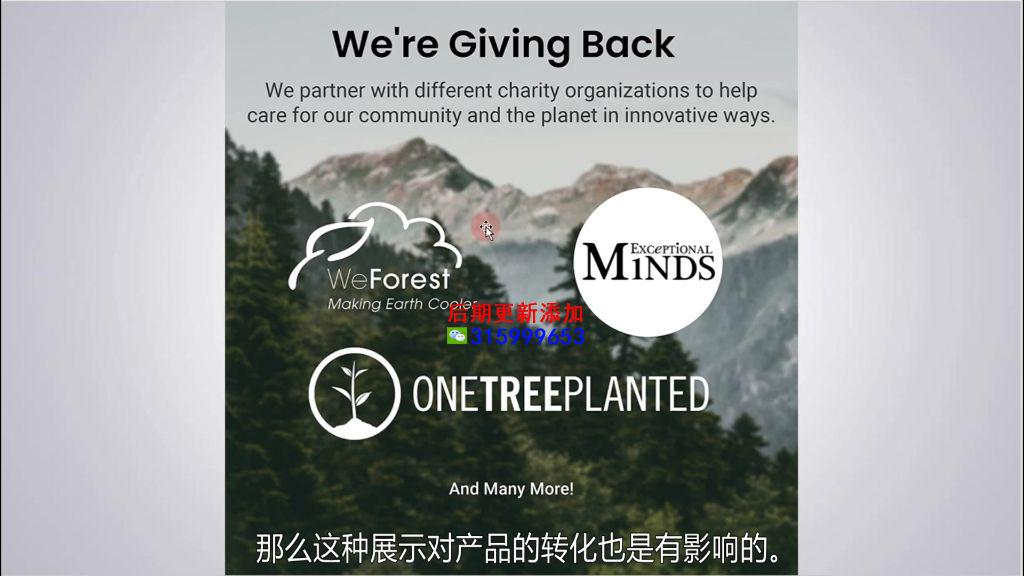 We're Giving Back
We partner with different charity organizations to help
care for our community and the planet in innovative ways.
WeForest
Making Earth Cooler
EXCEPTIONAL
M1NDS
后期更新添加
315999653
ONETREEPLANTED
And Many More!
那么这种展示对产品的转化也是有影响的。